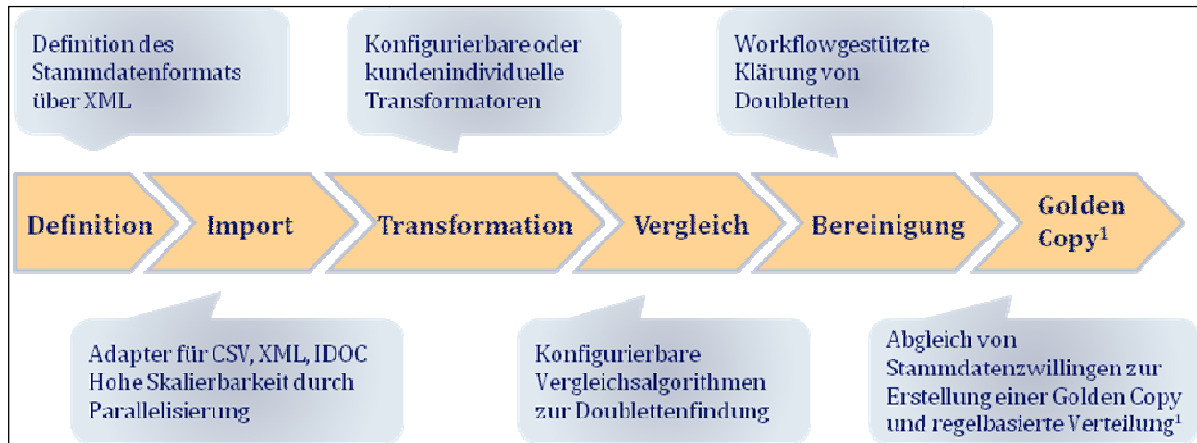 Definition des
Stammdatenformats
über XML
Konfigurierbare oder
kundenindividuelle
Transformatoren
Workflowgestützte
Klärung von
Doubletten
Definition
Import
Transformation
Vergleich
Bereinigung
Golden
Copy¹
Adapter für CSV, XML, IDOC
Hohe Skalierbarkeit durch
Parallelisierung
Konfigurierbare
Vergleichsalgorithmen
zur Doublettenfindung
Abgleich von
Stammdatenzwillingen zur
Erstellung einer Golden Copy
und regelbasierte Verteilung¹